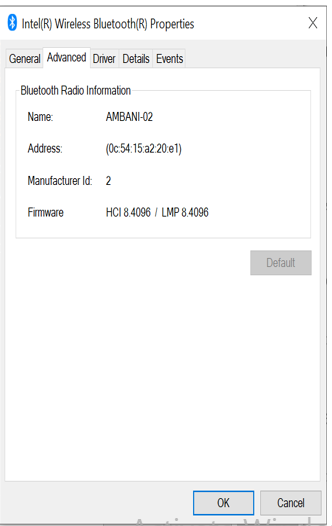 Intel(R) Wireless Bluetooth(R) Properties
General Advanced Driver Details Events
Bluetooth Radio Information
Name: AMBANI-02
Address: (0c:54:15:a2:20:e1)
Manufacturer Id: 2
Firmware HCI 8.4096 / LMP 8.4096
Default
OK Cancel